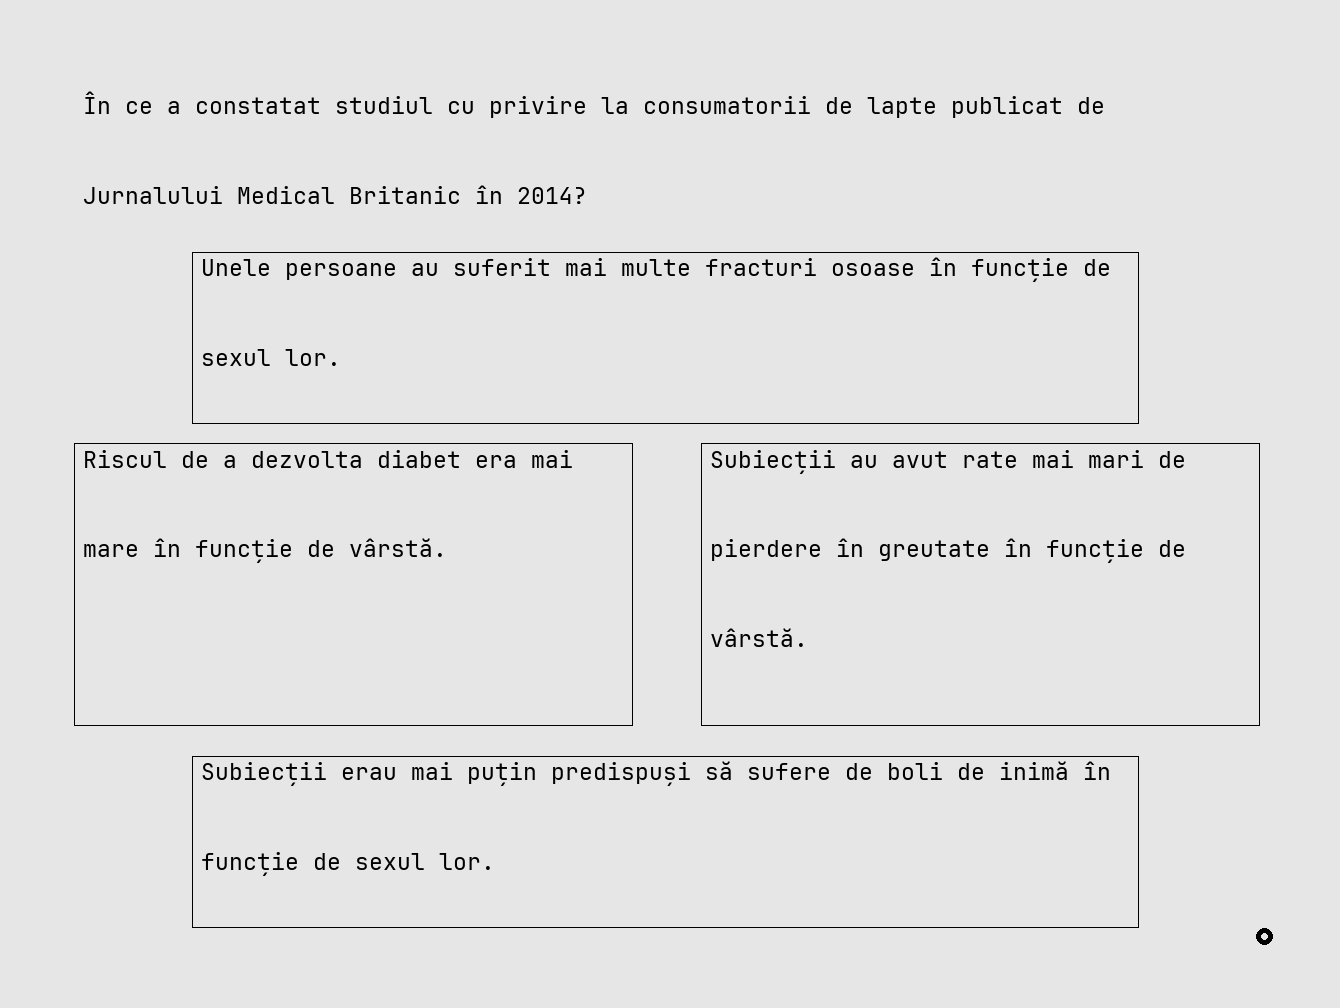 În ce a constatat studiul cu privire la consumatorii de lapte publicat de
Jurnalului Medical Britanic în 2014?
Unele persoane au suferit mai multe fracturi osoase în funcție de
sexul lor.
Riscul de a dezvolta diabet era mai
mare în funcție de vârstă.
Subiecții au avut rate mai mari de
pierdere în greutate în funcție de
vârstă.
Subiecții erau mai puțin predispuși să sufere de boli de inimă în
funcție de sexul lor.